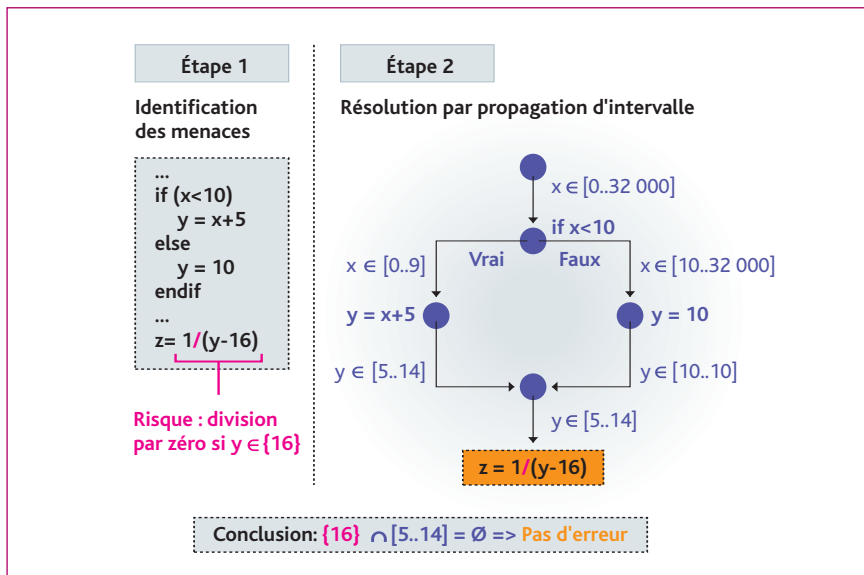 Étape 1
Identification
des menaces
...
if (x<10)
y = x+5
else
y = 10
endif
...
z= 1/(y-16)
Risque : division
par zéro si y ∈ {16}
Étape 2
Résolution par propagation d'intervalle
x ∈ [0..32 000]
if x<10
Vrai
Faux
x ∈ [0..9]
x ∈ [10..32 000]
y = x+5
y = 10
y ∈ [5..14]
y ∈ [10..10]
y ∈ [5..14]
z = 1/(y-16)
Conclusion: {16} ∩ [5..14] = Ø => Pas d'erreur